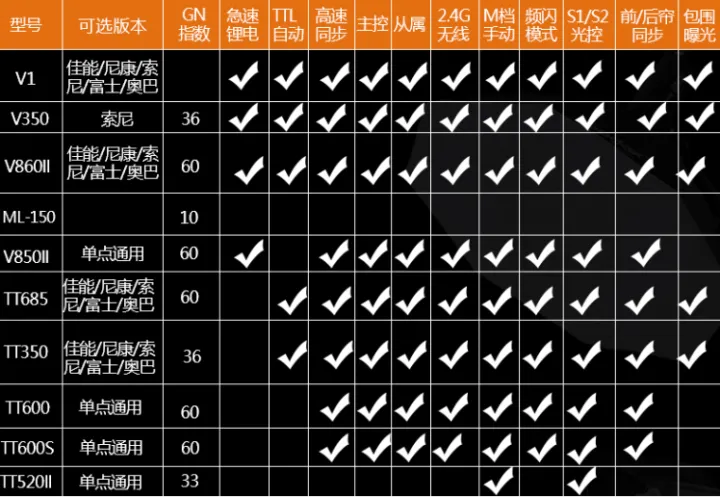 型号 可选版本 GN指数 急速锂电 TTL自动 高速同步 主控 从属 2.4G无线 M档手动 频闪模式 S1/S2光控 前/后帘同步 包围曝光
V1 佳能/尼康/索尼/富士/奥巴 ✓ ✓ ✓ ✓ ✓ ✓ ✓ ✓ ✓ ✓ ✓
V350 索尼 36 ✓ ✓ ✓ ✓ ✓ ✓ ✓ ✓ ✓ ✓ ✓
V860II 佳能/尼康/索尼/富士/奥巴 60 ✓ ✓ ✓ ✓ ✓ ✓ ✓ ✓ ✓ ✓ ✓
ML-150 10
V850II 单点通用 60 ✓ ✓ ✓ ✓ ✓ ✓ ✓ ✓ ✓
TT685 佳能/尼康/索尼/富士/奥巴 60 ✓ ✓ ✓ ✓ ✓ ✓ ✓ ✓ ✓ ✓
TT350 佳能/尼康/索尼/富士/奥巴 36 ✓ ✓ ✓ ✓ ✓ ✓ ✓ ✓ ✓ ✓
TT600 单点通用 60 ✓ ✓ ✓ ✓ ✓ ✓ ✓ ✓
TT600S 单点通用 60 ✓ ✓ ✓ ✓ ✓ ✓ ✓ ✓
TT520II 单点通用 33 ✓ ✓